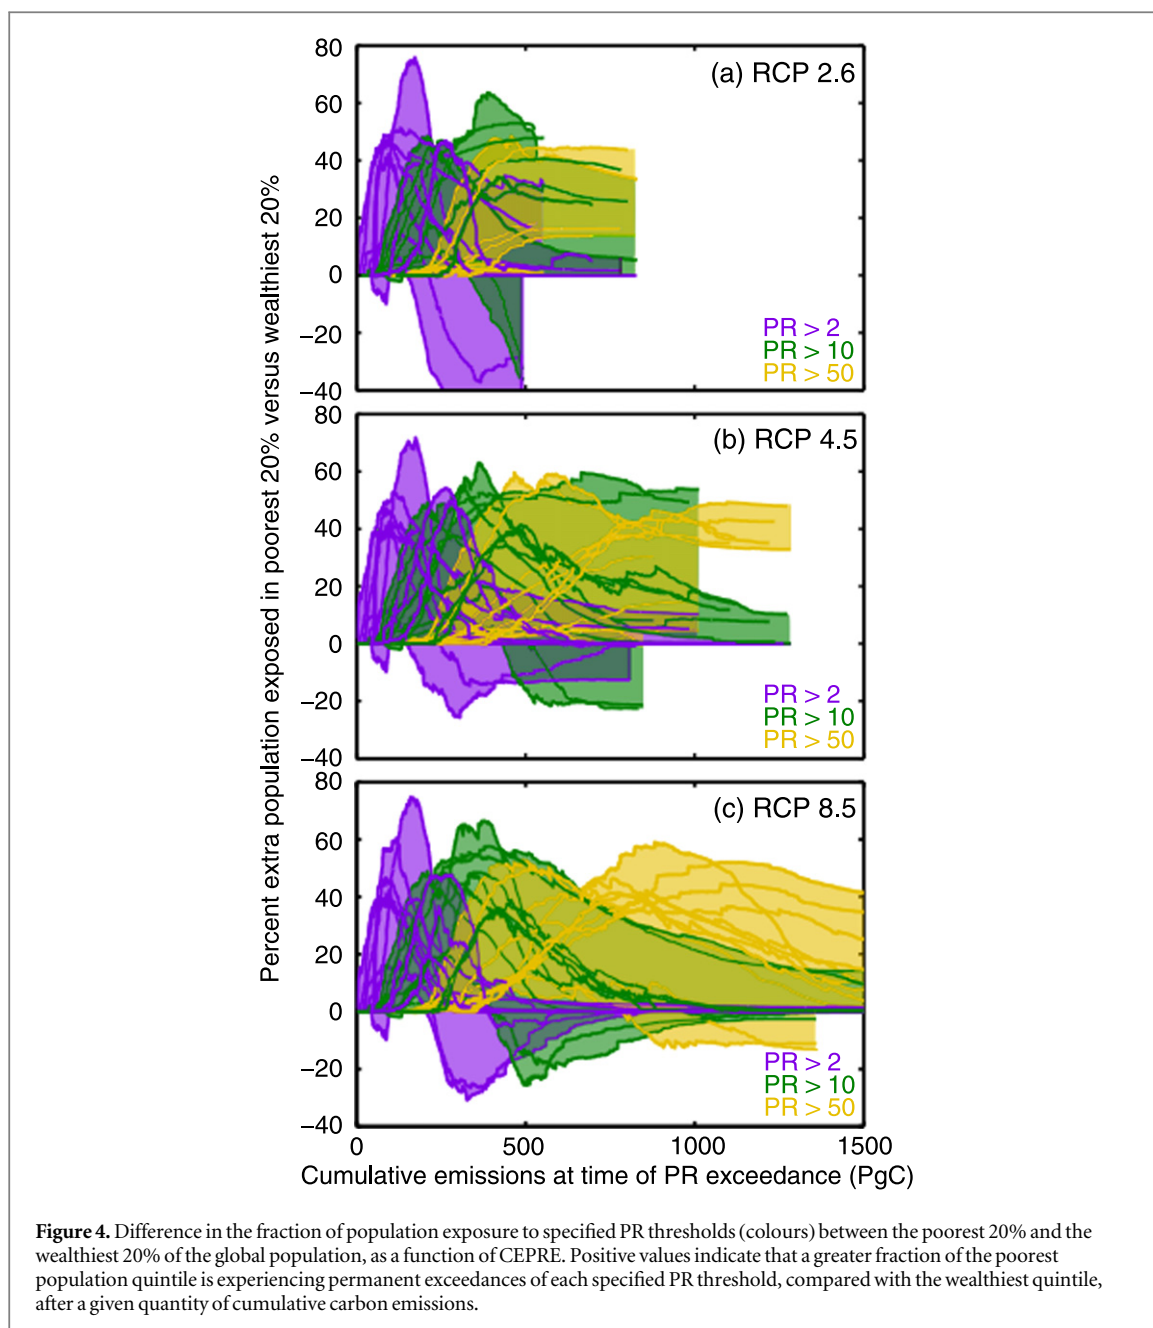 Percent extra population exposed in poorest 20% versus wealthiest 20%
80
60
40
20
0
−20
−40
(a) RCP 2.6
PR > 2
PR > 10
PR > 50
80
60
40
20
0
−20
−40
(b) RCP 4.5
PR > 2
PR > 10
PR > 50
80
60
40
20
0
−20
−40
(c) RCP 8.5
PR > 2
PR > 10
PR > 50
0 500 1000 1500
Cumulative emissions at time of PR exceedance (PgC)
Figure 4. Difference in the fraction of population exposure to specified PR thresholds (colours) between the poorest 20% and the
wealthiest 20% of the global population, as a function of CEPRE. Positive values indicate that a greater fraction of the poorest
population quintile is experiencing permanent exceedances of each specified PR threshold, compared with the wealthiest quintile,
after a given quantity of cumulative carbon emissions.